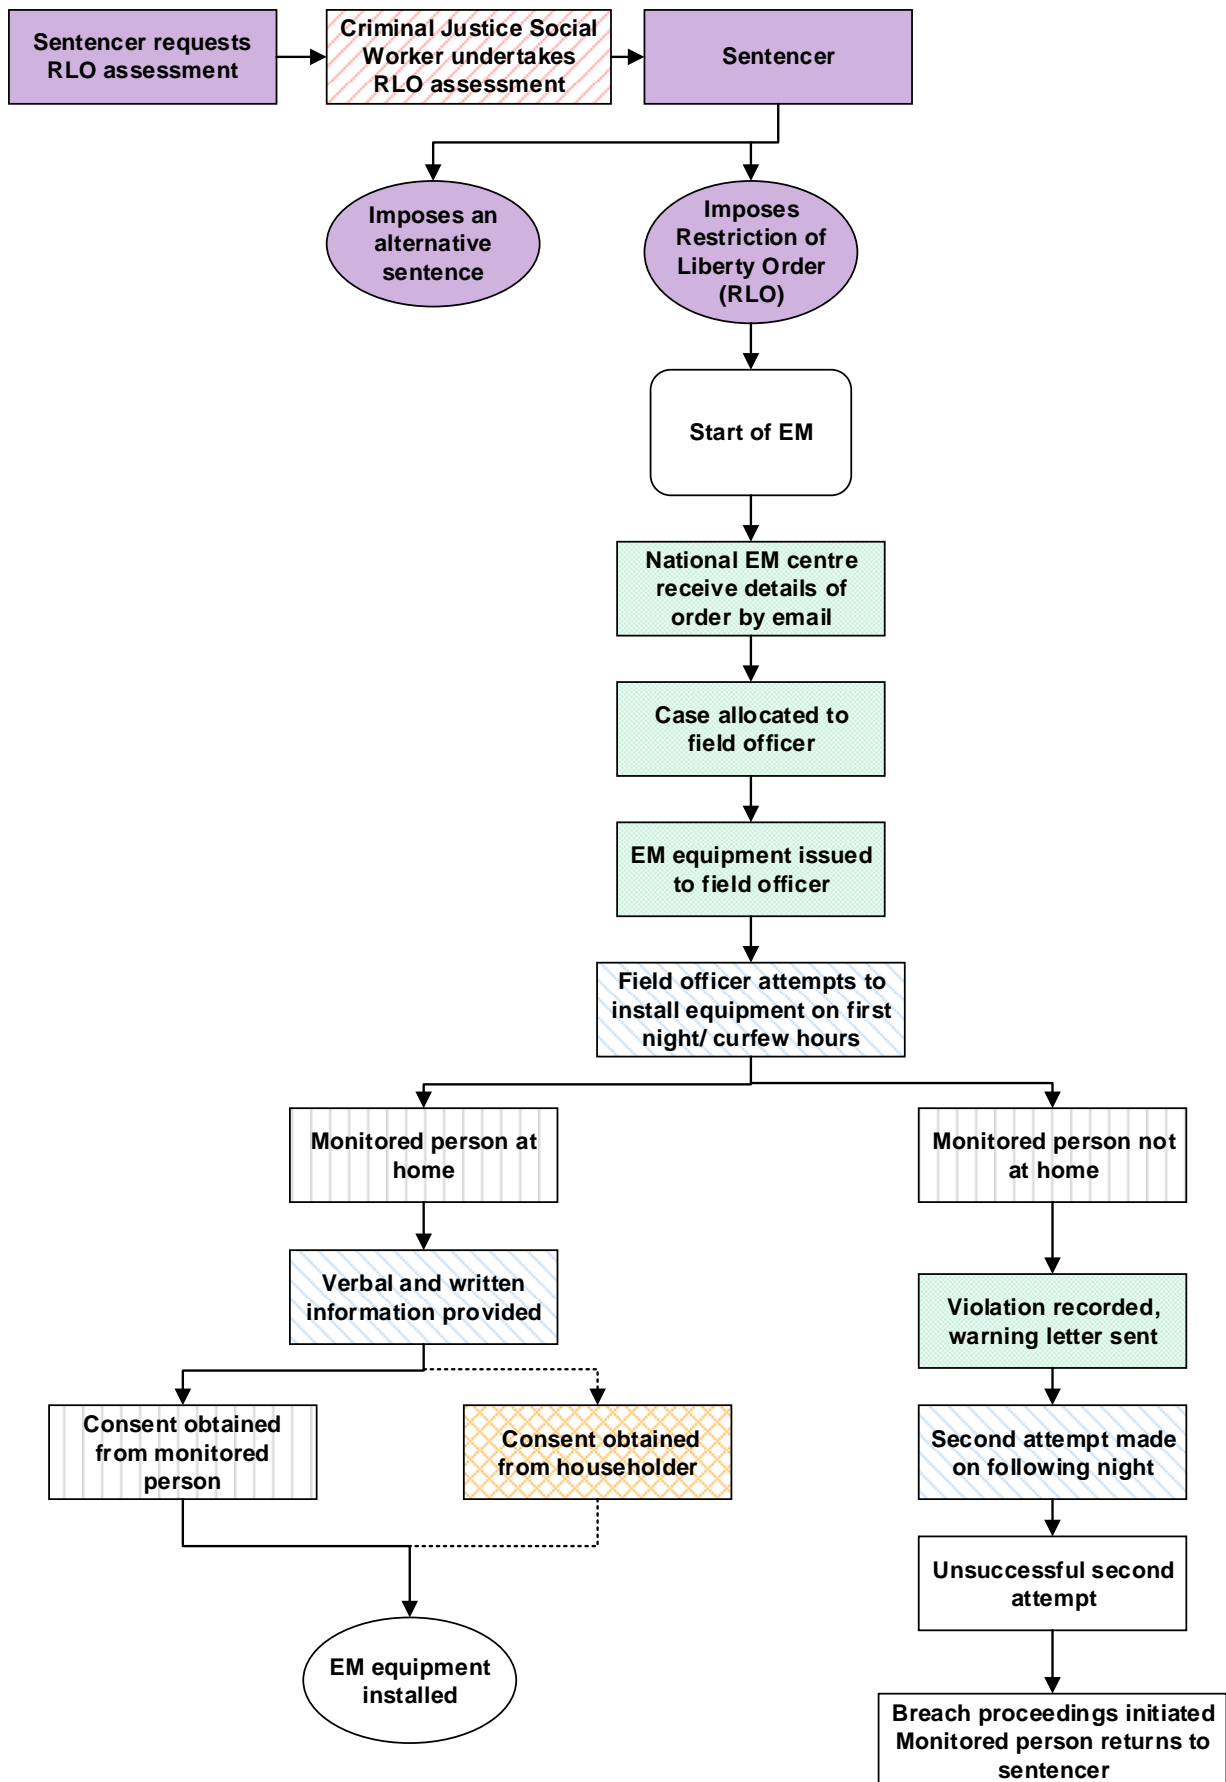 Sentencer requests
RLO assessment
Criminal Justice Social
Worker undertakes
RLO assessment
Sentencer
Imposes an
alternative
sentence
Imposes
Restriction of
Liberty Order
(RLO)
Start of EM
National EM centre
receive details of
order by email
Case allocated to
field officer
EM equipment issued
to field officer
Field officer attempts to
install equipment on first
night/ curfew hours
Monitored person at
home
Monitored person not
at home
Verbal and written
information provided
Violation recorded,
warning letter sent
Consent obtained
from monitored
person
Consent obtained
from householder
Second attempt made
on following night
Unsuccessful second
attempt
EM equipment
installed
Breach proceedings initiated
Monitored person returns to
sentencer